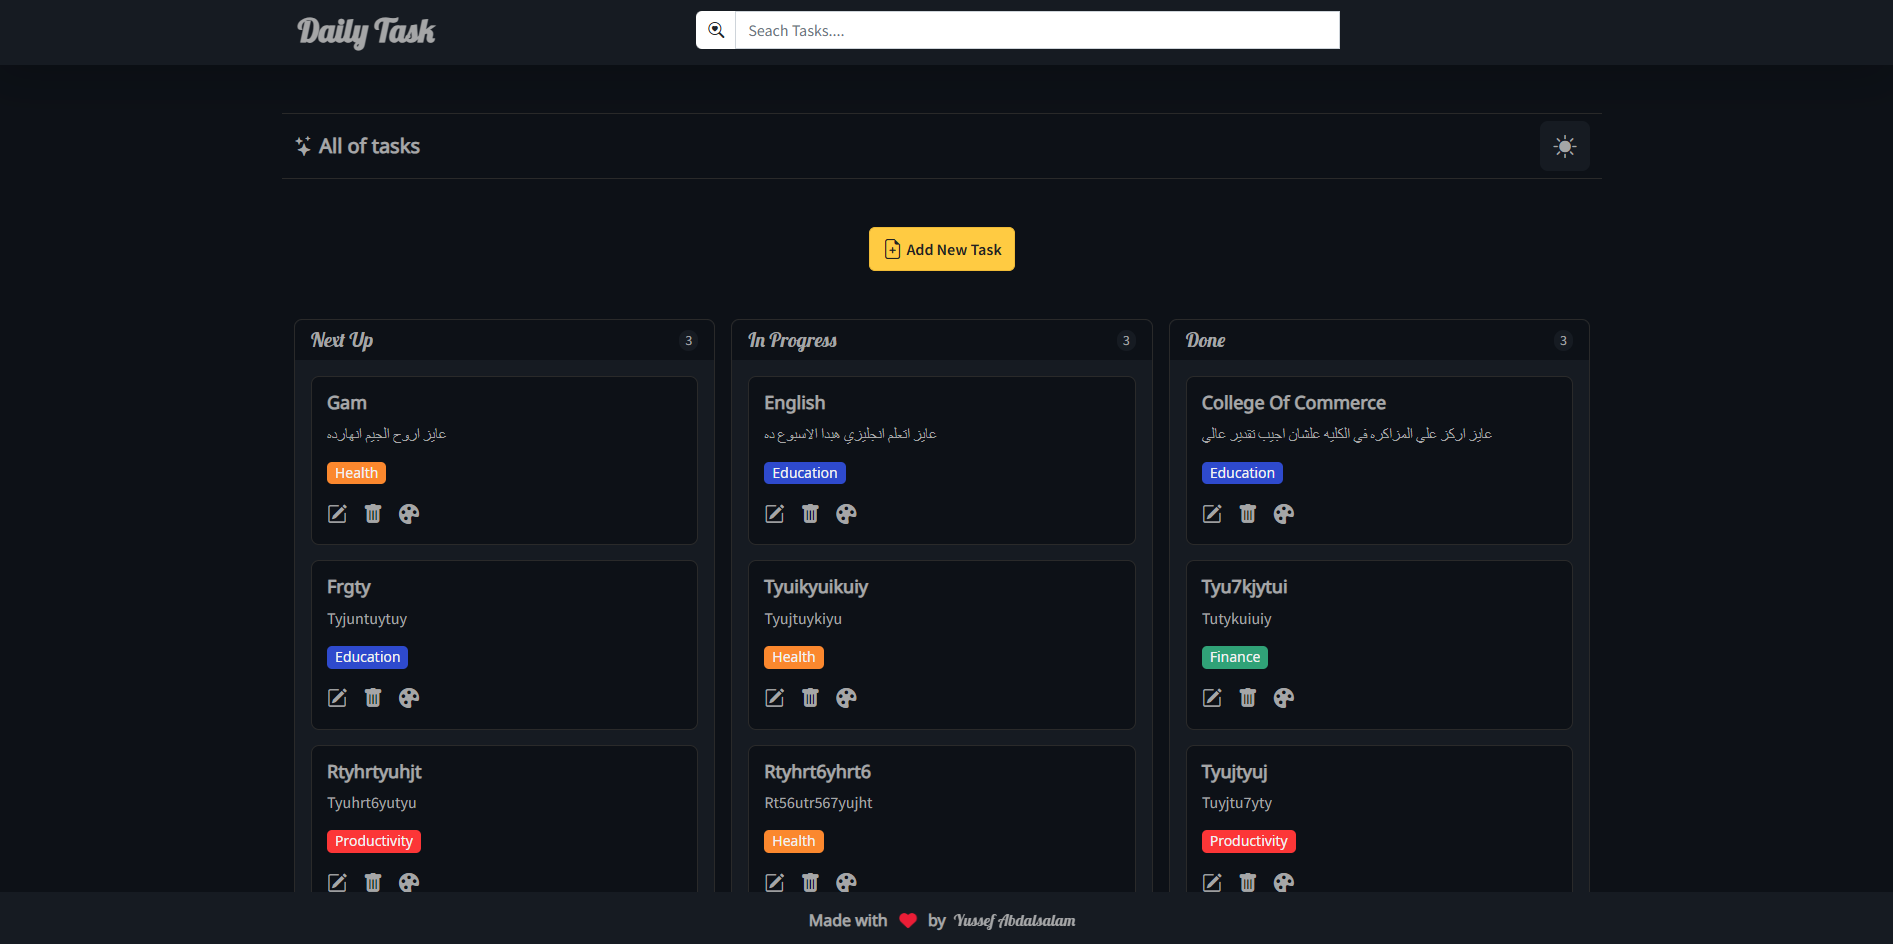 Daily Task
Seach Tasks....
All of tasks
Add New Task
Next Up
3
Gam
عايز اروح الجيم انهارده
Health
Frgty
Tyjuntuytuy
Education
Rtyhrtyuhjt
Tyuhrt6yutyu
Productivity
In Progress
3
English
عايز اتعلم انجليزي هبدا الاسبوع ده
Education
Tyuikyuikuiy
Tyujtuykiyu
Health
Rtyhrt6yhrt6
Rt56utr567yujht
Health
Done
3
College Of Commerce
عايز اركز علي المزاكره في الكليه علشان اجيب تقدير عالي
Education
Tyu7kjytui
Tutykuiuiy
Finance
Tyujtyuj
Tuyjtu7yty
Productivity
Made with by Yussef Abdalsalam